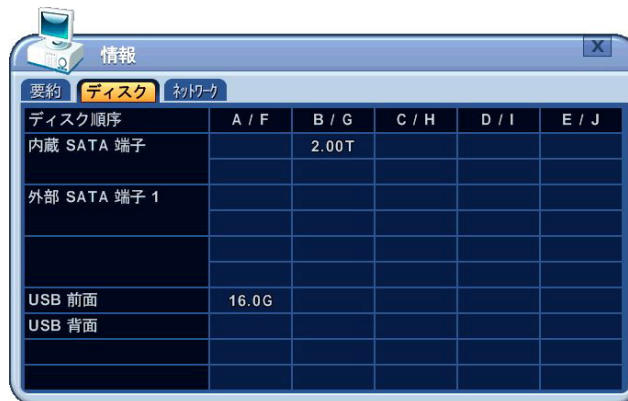 情報
X
要約 ディスク ネットワーク
ディスク順序 A / F B / G C / H D / I E / J
内蔵 SATA 端子 2.00T
外部 SATA 端子 1
USB 前面 16.0G
USB 背面